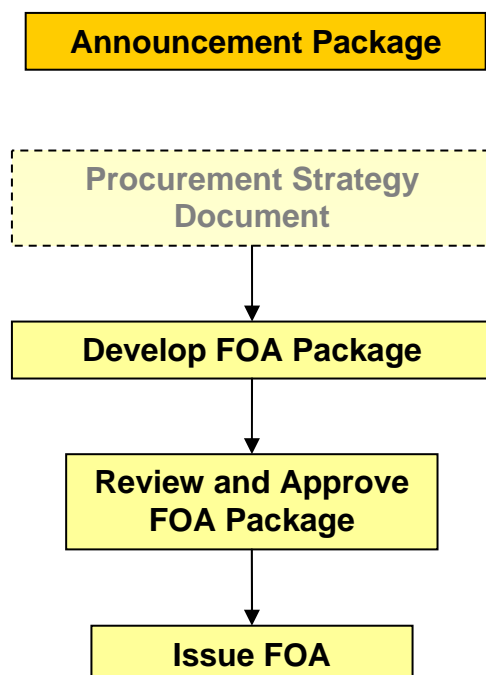 Announcement Package
Procurement Strategy
Document
Develop FOA Package
Review and Approve
FOA Package
Issue FOA